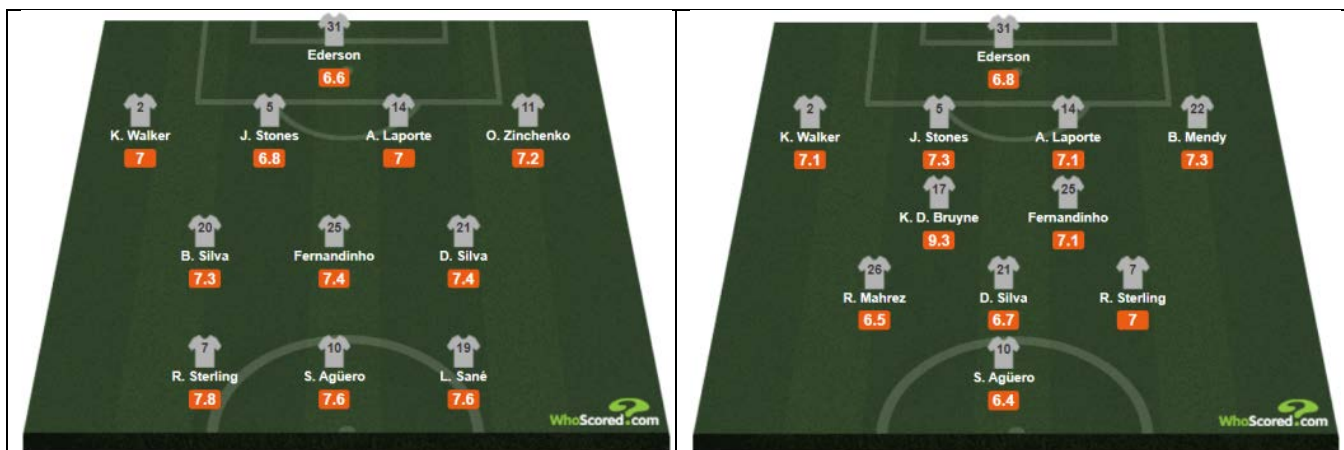 31
Ederson
6.6
2 5 14 11
K. Walker J. Stones A. Laporte O. Zinchenko
7 6.8 7 7.2
20 25 21
B. Silva Fernandinho D. Silva
7.3 7.4 7.4
7 10 19
R. Sterling S. Agüero L. Sané
7.8 7.6 7.6
WhoScored.com
31
Ederson
6.8
2 5 14 22
K. Walker J. Stones A. Laporte B. Mendy
7.1 7.3 7.1 7.3
17 25
K. D. Bruyne Fernandinho
9.3 7.1
26 21 7
R. Mahrez D. Silva R. Sterling
6.5 6.7 7
10
S. Agüero
6.4
WhoScored.com